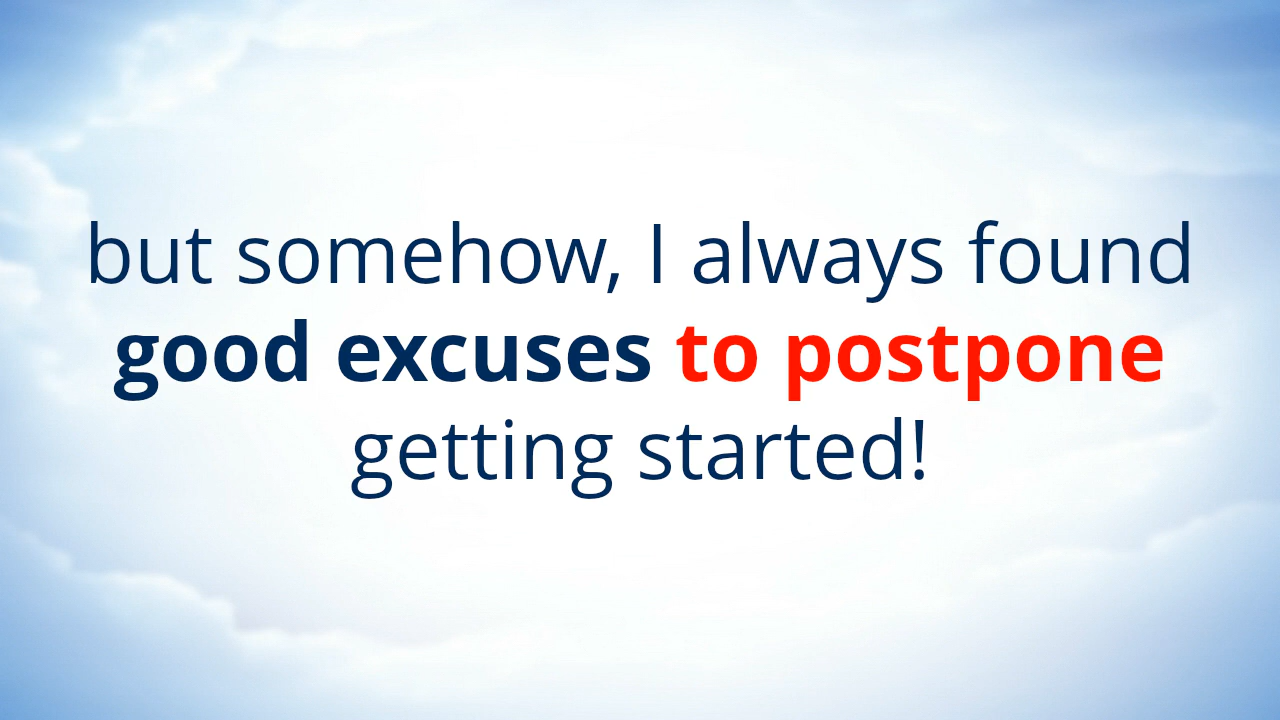 but somehow, I always found
good excuses to postpone
getting started!